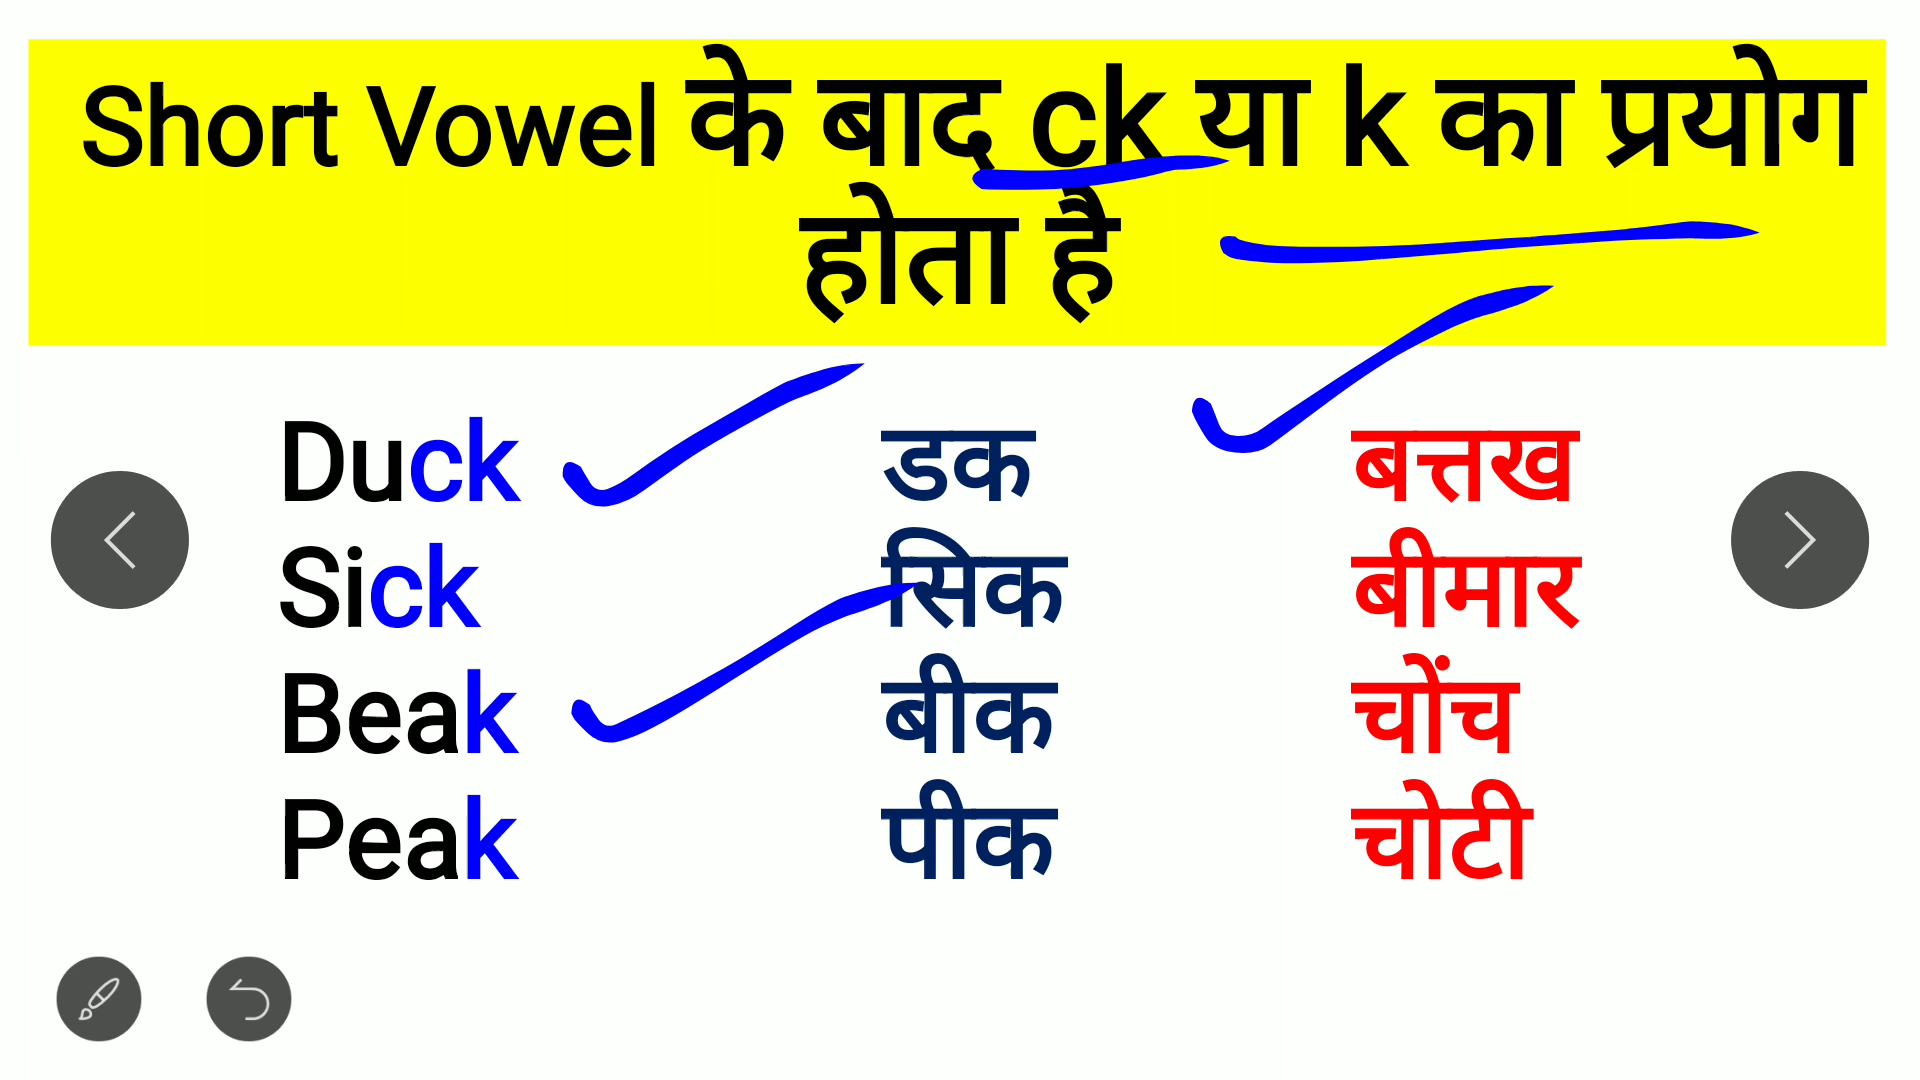 Short Vowel के बाद ck या k का प्रयोग
होता है
Duck डक बत्तख
Sick सिक बीमार
Beak बीक चोंच
Peak पीक चोटी